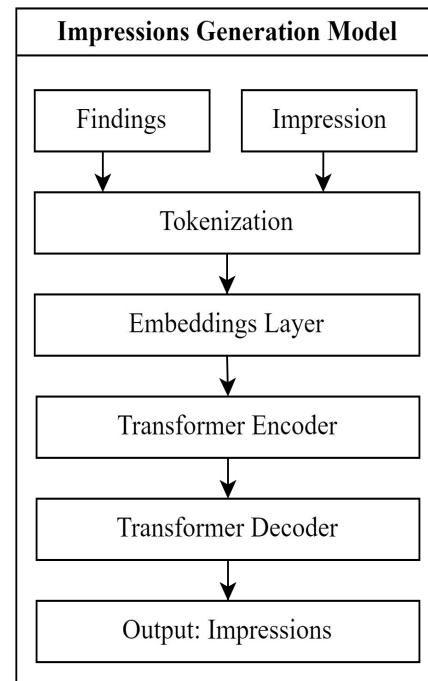 Impressions Generation Model
Findings
Impression
Tokenization
Embeddings Layer
Transformer Encoder
Transformer Decoder
Output: Impressions